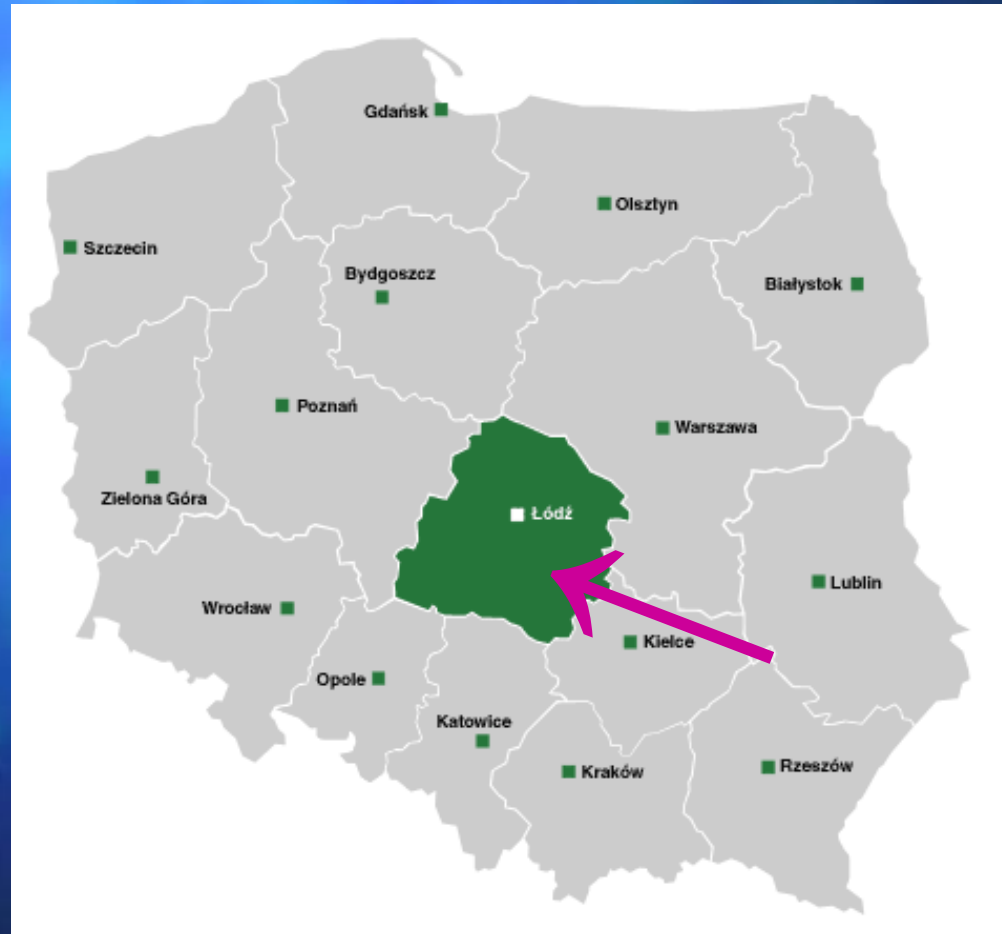 Gdańsk
Olsztyn
Szczecin
Bydgoszcz
Białystok
Poznań
Warszawa
Zielona Góra
Łódź
Lublin
Wrocław
Kielce
Opole
Katowice
Kraków
Rzeszów